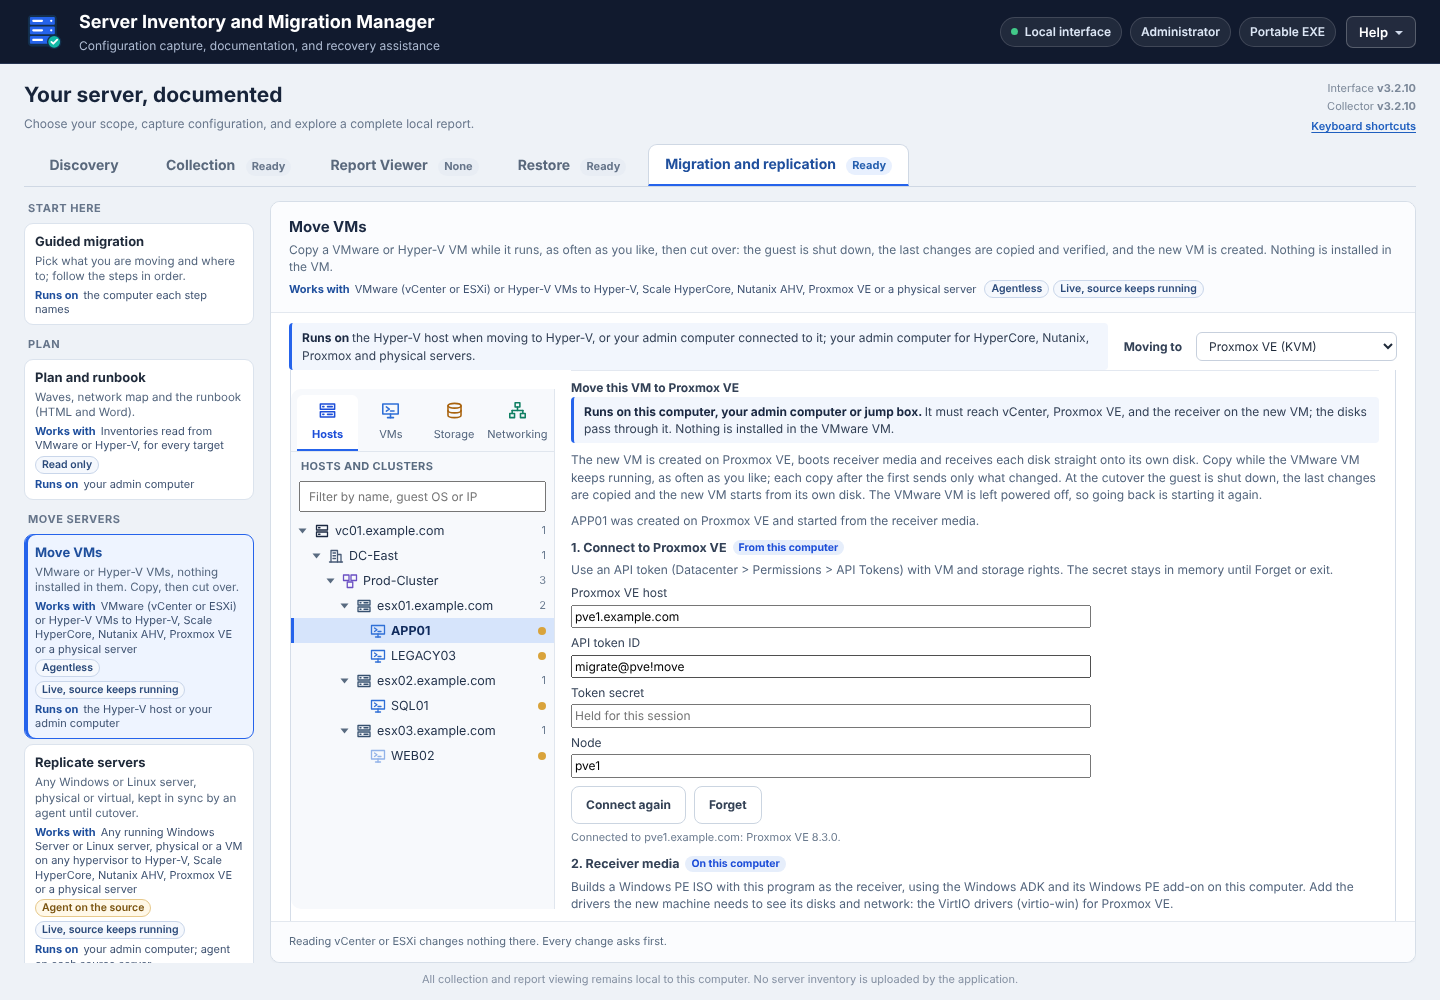 Server Inventory and Migration Manager
Configuration capture, documentation, and recovery assistance
Local interface
Administrator
Portable EXE
Help
Your server, documented
Choose your scope, capture configuration, and explore a complete local report.
Interface v3.2.10
Collector v3.2.10
Keyboard shortcuts
Discovery
Collection Ready
Report Viewer None
Restore Ready
Migration and replication Ready
START HERE
Guided migration
Pick what you are moving and where
to; follow the steps in order.
Runs on the computer each step
names
PLAN
Plan and runbook
Waves, network map and the runbook
(HTML and Word).
Works with Inventories read from
VMware or Hyper-V, for every target
Read only
Runs on your admin computer
MOVE SERVERS
Move VMs
VMware or Hyper-V VMs, nothing
installed in them. Copy, then cut over.
Works with VMware (vCenter or ESXi)
or Hyper-V VMs to Hyper-V, Scale
HyperCore, Nutanix AHV, Proxmox VE
or a physical server
Agentless
Live, source keeps running
Runs on the Hyper-V host or your
admin computer
Replicate servers
Any Windows or Linux server,
physical or virtual, kept in sync by an
agent until cutover.
Works with Any running Windows
Server or Linux server, physical or a VM
on any hypervisor to Hyper-V, Scale
HyperCore, Nutanix AHV, Proxmox VE
or a physical server
Agent on the source
Live, source keeps running
Runs on your admin computer; agent
Move VMs
Copy a VMware or Hyper-V VM while it runs, as often as you like, then cut over: the guest is shut down, the last changes are copied and verified, and the new VM is created. Nothing is installed in
the VM.
Works with VMware (vCenter or ESXi) or Hyper-V VMs to Hyper-V, Scale HyperCore, Nutanix AHV, Proxmox VE or a physical server Agentless Live, source keeps running
Runs on the Hyper-V host when moving to Hyper-V, or your admin computer connected to it; your admin computer for HyperCore, Nutanix,
Proxmox and physical servers.
Moving to Proxmox VE (KVM)
Hosts
VMs
Storage
Networking
HOSTS AND CLUSTERS
Filter by name, guest OS or IP
vc01.example.com 1
DC-East 1
Prod-Cluster 3
esx01.example.com 2
APP01
LEGACY03
esx02.example.com 1
SQL01
esx03.example.com 1
WEB02
Move this VM to Proxmox VE
Runs on this computer, your admin computer or jump box. It must reach vCenter, Proxmox VE, and the receiver on the new VM; the disks
pass through it. Nothing is installed in the VMware VM.
The new VM is created on Proxmox VE, boots receiver media and receives each disk straight onto its own disk. Copy while the VMware VM
keeps running, as often as you like; each copy after the first sends only what changed. At the cutover the guest is shut down, the last changes
are copied and the new VM starts from its own disk. The VMware VM is left powered off, so going back is starting it again.
APP01 was created on Proxmox VE and started from the receiver media.
1. Connect to Proxmox VE From this computer
Use an API token (Datacenter > Permissions > API Tokens) with VM and storage rights. The secret stays in memory until Forget or exit.
Proxmox VE host
pve1.example.com
API token ID
migrate@pve!move
Token secret
Held for this session
Node
pve1
Connect again
Forget
Connected to pve1.example.com: Proxmox VE 8.3.0.
2. Receiver media On this computer
Builds a Windows PE ISO with this program as the receiver, using the Windows ADK and its Windows PE add-on on this computer. Add the
drivers the new machine needs to see its disks and network: the VirtIO drivers (virtio-win) for Proxmox VE.
Reading vCenter or ESXi changes nothing there. Every change asks first.
All collection and report viewing remains local to this computer. No server inventory is uploaded by the application.